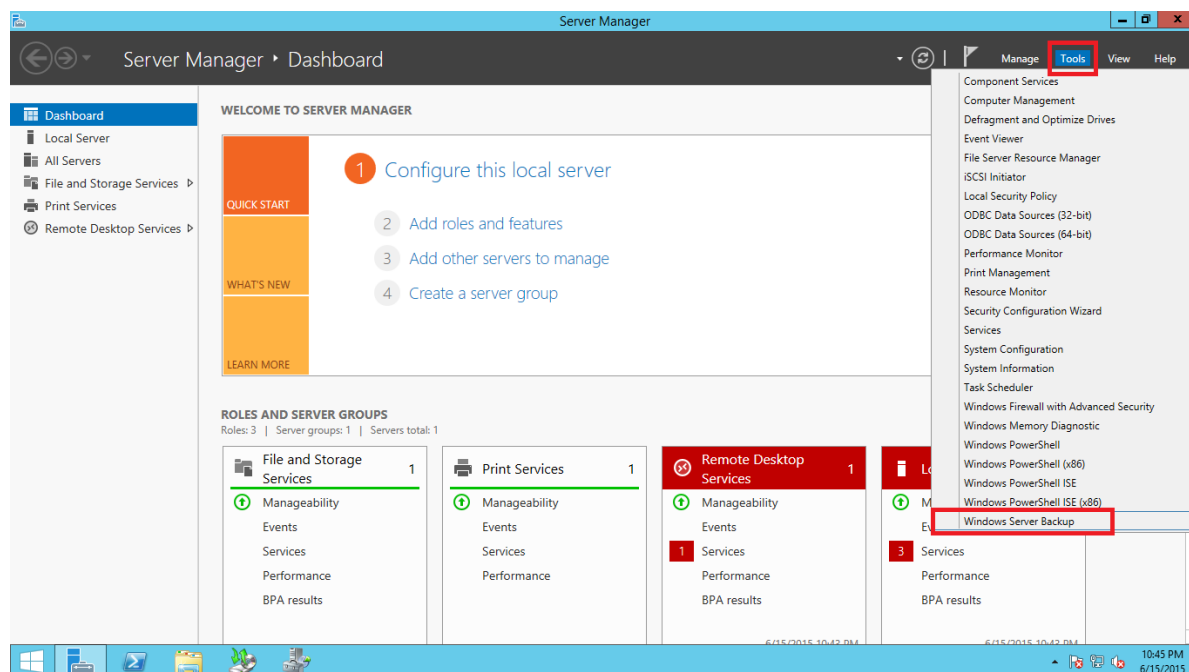 Server Manager
Server Manager • Dashboard
Manage Tools View Help
Component Services
Computer Management
Defragment and Optimize Drives
Event Viewer
File Server Resource Manager
iSCSI Initiator
Local Security Policy
ODBC Data Sources (32-bit)
ODBC Data Sources (64-bit)
Performance Monitor
Print Management
Resource Monitor
Security Configuration Wizard
Services
System Configuration
System Information
Task Scheduler
Windows Firewall with Advanced Security
Windows Memory Diagnostic
Windows PowerShell
Windows PowerShell (x86)
Windows PowerShell ISE
Windows PowerShell ISE (x86)
Windows Server Backup
Dashboard
Local Server
All Servers
File and Storage Services
Print Services
Remote Desktop Services
WELCOME TO SERVER MANAGER
QUICK START
WHAT'S NEW
LEARN MORE
1 Configure this local server
2 Add roles and features
3 Add other servers to manage
4 Create a server group
ROLES AND SERVER GROUPS
Roles: 3 | Server groups: 1 | Servers total: 1
File and Storage Services 1
Manageability
Events
Services
Performance
BPA results
Print Services 1
Manageability
Events
Services
Performance
Remote Desktop Services 1
Manageability
Events
1 Services
Performance
BPA results
3 Services
Performance
BPA results
10:45 PM
6/15/2015